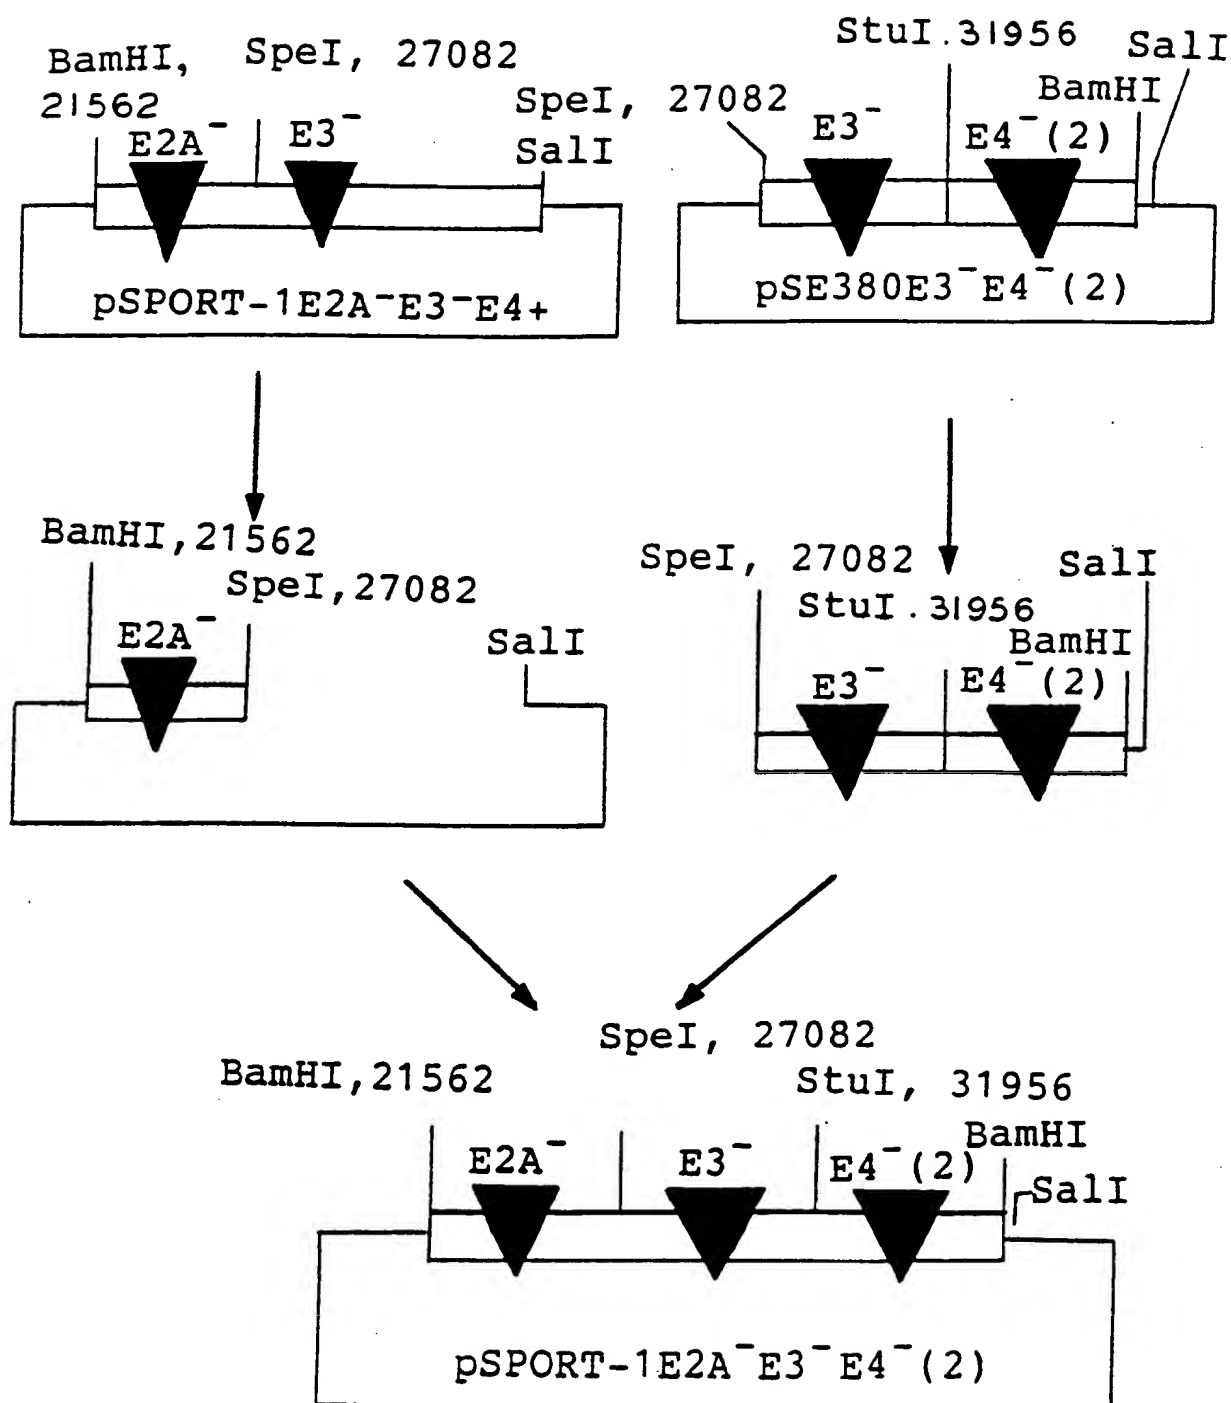 BamHI,
21562
SpeI, 27082
E2A⁻
E3⁻
SpeI,
SalI
pSPORT-1E2A⁻E3⁻E4+
27082
StuI.31956
SalI
BamHI
E3⁻
E4⁻(2)
pSE380E3⁻E4⁻(2)
BamHI,21562
SpeI,27082
E2A⁻
SalI
SpeI, 27082
StuI.31956
SalI
BamHI
E3⁻
E4⁻(2)
SpeI, 27082
BamHI,21562
StuI, 31956
BamHI
SalI
E2A⁻
E3⁻
E4⁻(2)
pSPORT-1E2A⁻E3⁻E4⁻(2)